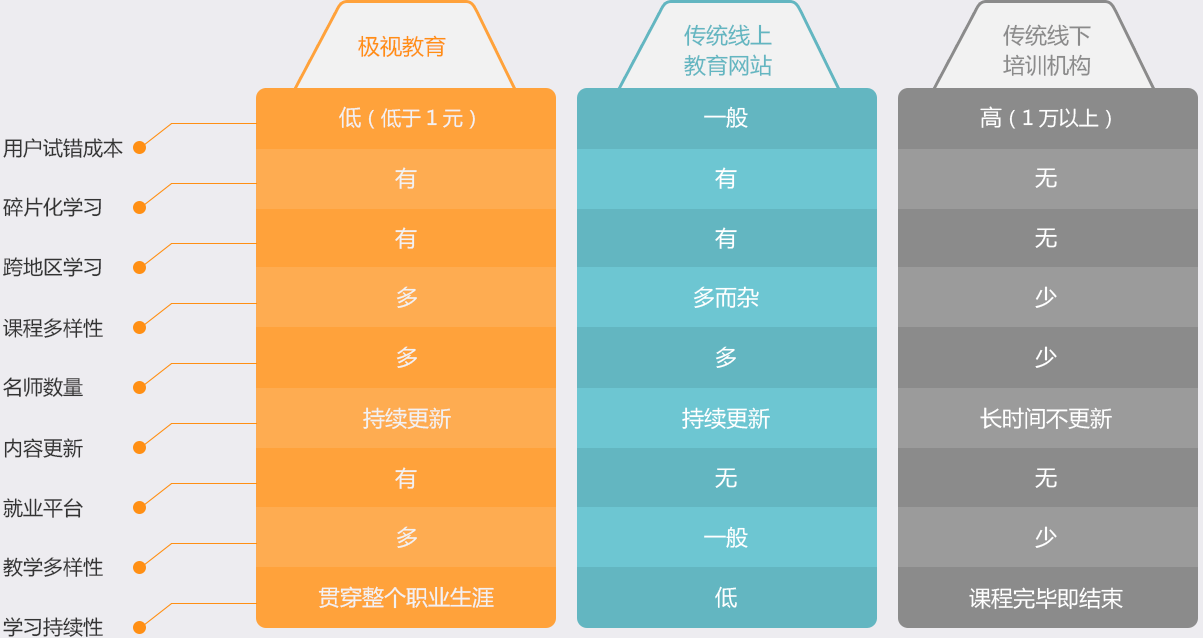 极视教育
传统线上
教育网站
传统线下
培训机构
用户试错成本
低（低于1元）
一般
高（1万以上）
碎片化学习
有
有
无
跨地区学习
有
有
无
课程多样性
多
多而杂
少
名师数量
多
多
少
内容更新
持续更新
持续更新
长时间不更新
就业平台
有
无
无
教学多样性
多
一般
少
学习持续性
贯穿整个职业生涯
低
课程完毕即结束